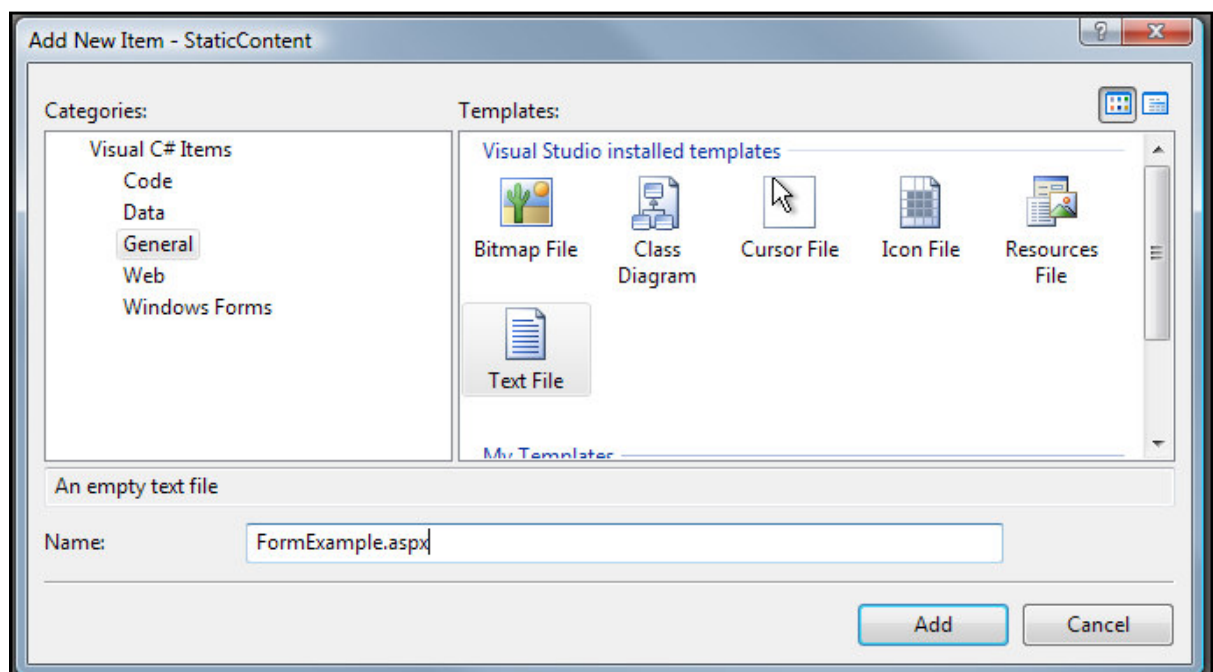 Add New Item - StaticContent
Categories:
Templates:
Visual C# Items
Code
Data
General
Web
Windows Forms
Visual Studio installed templates
Bitmap File
Class
Diagram
Cursor File
Icon File
Resources
File
Text File
My Templates
An empty text file
Name:
FormExample.aspx
Add
Cancel